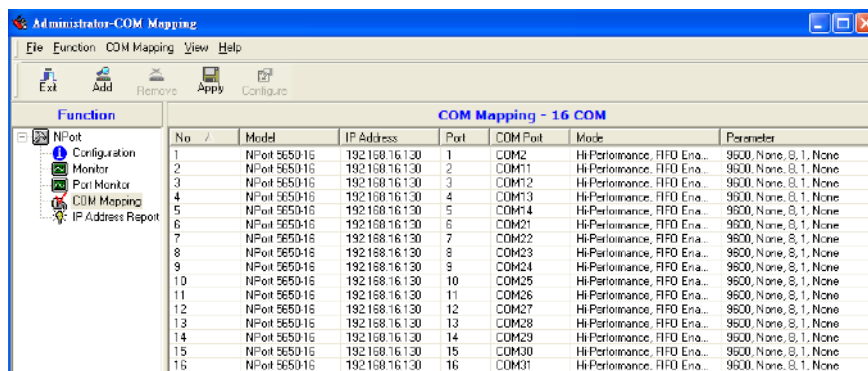 Administrator-COM Mapping
File Function COM Mapping View Help
Exit Add Remove Apply Configure
Function
COM Mapping - 16 COM
NPort
Configuration
Monitor
Port Monitor
COM Mapping
IP Address Report
No Model IP Address Port COM Port Mode Parameter
1 NPort 5650-16 192.168.16.130 1 COM2 Hi-Performance, FIFO Ena... 9600, None, 8, 1, None
2 NPort 5650-16 192.168.16.130 2 COM11 Hi-Performance, FIFO Ena... 9600, None, 8, 1, None
3 NPort 5650-16 192.168.16.130 3 COM12 Hi-Performance, FIFO Ena... 9600, None, 8, 1, None
4 NPort 5650-16 192.168.16.130 4 COM13 Hi-Performance, FIFO Ena... 9600, None, 8, 1, None
5 NPort 5650-16 192.168.16.130 5 COM14 Hi-Performance, FIFO Ena... 9600, None, 8, 1, None
6 NPort 5650-16 192.168.16.130 6 COM21 Hi-Performance, FIFO Ena... 9600, None, 8, 1, None
7 NPort 5650-16 192.168.16.130 7 COM22 Hi-Performance, FIFO Ena... 9600, None, 8, 1, None
8 NPort 5650-16 192.168.16.130 8 COM23 Hi-Performance, FIFO Ena... 9600, None, 8, 1, None
9 NPort 5650-16 192.168.16.130 9 COM24 Hi-Performance, FIFO Ena... 9600, None, 8, 1, None
10 NPort 5650-16 192.168.16.130 10 COM25 Hi-Performance, FIFO Ena... 9600, None, 8, 1, None
11 NPort 5650-16 192.168.16.130 11 COM26 Hi-Performance, FIFO Ena... 9600, None, 8, 1, None
12 NPort 5650-16 192.168.16.130 12 COM27 Hi-Performance, FIFO Ena... 9600, None, 8, 1, None
13 NPort 5650-16 192.168.16.130 13 COM28 Hi-Performance, FIFO Ena... 9600, None, 8, 1, None
14 NPort 5650-16 192.168.16.130 14 COM29 Hi-Performance, FIFO Ena... 9600, None, 8, 1, None
15 NPort 5650-16 192.168.16.130 15 COM30 Hi-Performance, FIFO Ena... 9600, None, 8, 1, None
16 NPort 5650-16 192.168.16.130 16 COM31 Hi-Performance, FIFO Ena... 9600, None, 8, 1, None